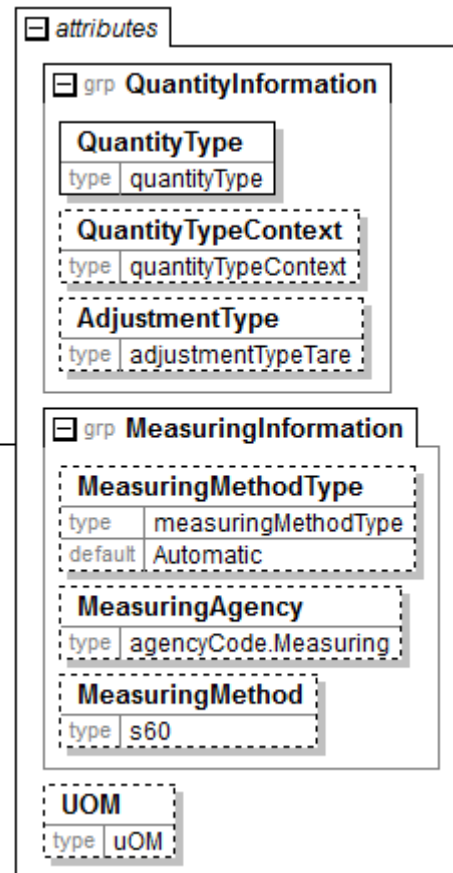 attributes
grp QuantityInformation
QuantityType
type quantityType
QuantityTypeContext
type quantityTypeContext
AdjustmentType
type adjustmentTypeTare
grp MeasuringInformation
MeasuringMethodType
type measuringMethodType
default Automatic
MeasuringAgency
type agencyCode.Measuring
MeasuringMethod
type s60
UOM
type uOM